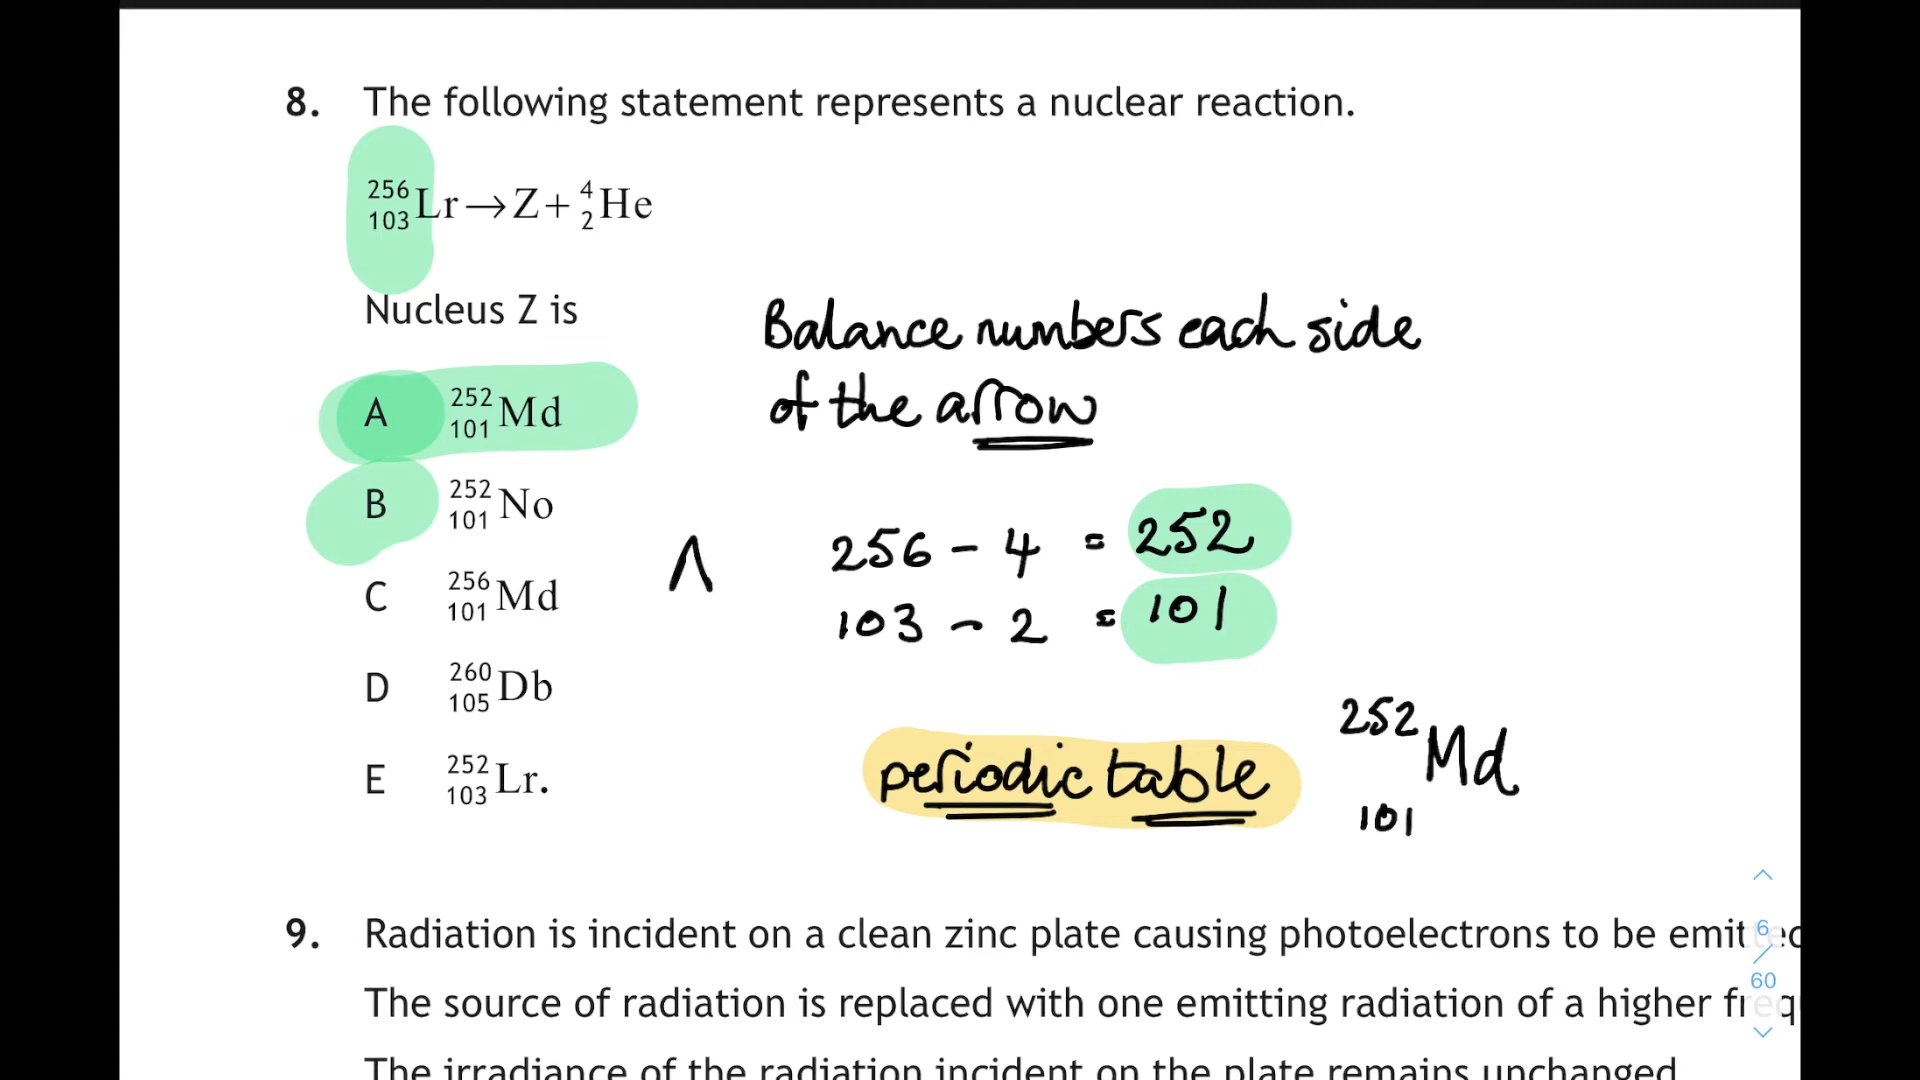 8. The following statement represents a nuclear reaction.
256
103 Lr → Z + 4
2 He
Nucleus Z is
Balance numbers each side
of the arrow
A 252
101 Md
B 252
101 No
C 256
101 Md
D 260
105 Db
E 252
103 Lr.
256 - 4 = 252
103 - 2 = 101
periodic table
252
101 Md
9. Radiation is incident on a clean zinc plate causing photoelectrons to be emitted
The source of radiation is replaced with one emitting radiation of a higher freq
The irradiance of the radiation incident on the plate remains unchanged
6
/
60